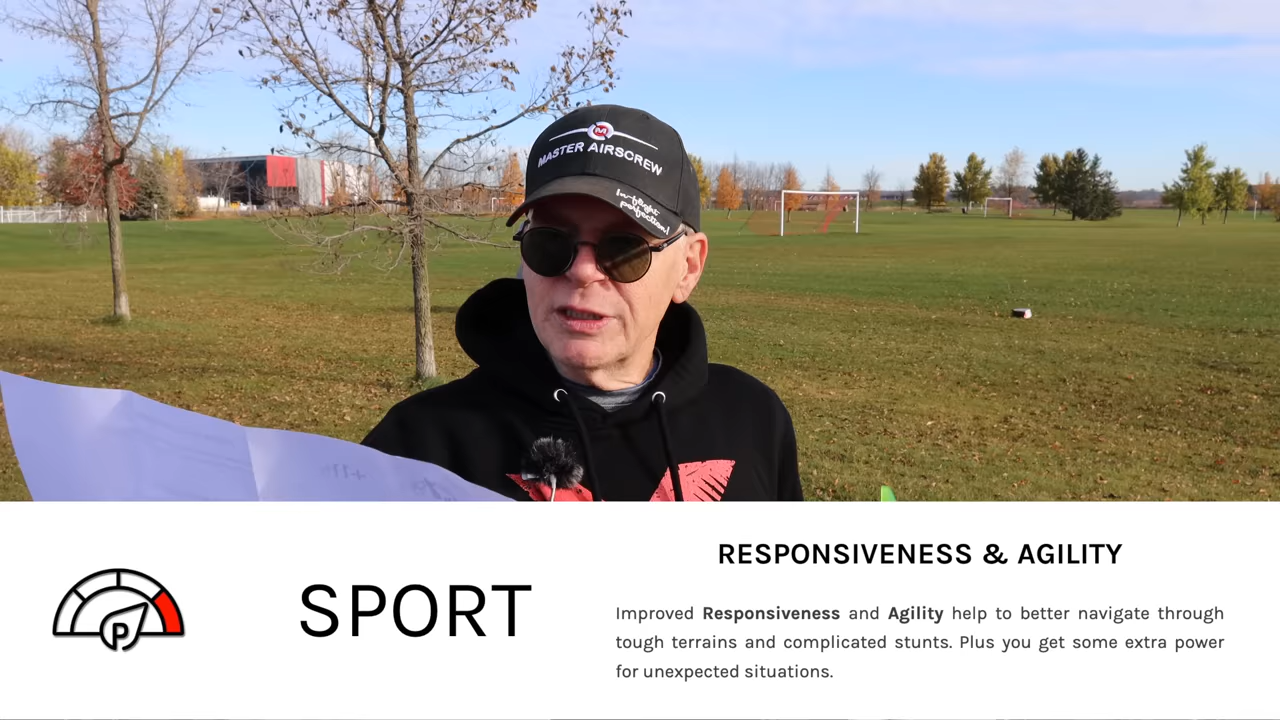 M
MASTER AIRSCREW
In-flight
perfection!
RESPONSIVENESS & AGILITY
P
SPORT
Improved Responsiveness and Agility help to better navigate through
tough terrains and complicated stunts. Plus you get some extra power
for unexpected situations.